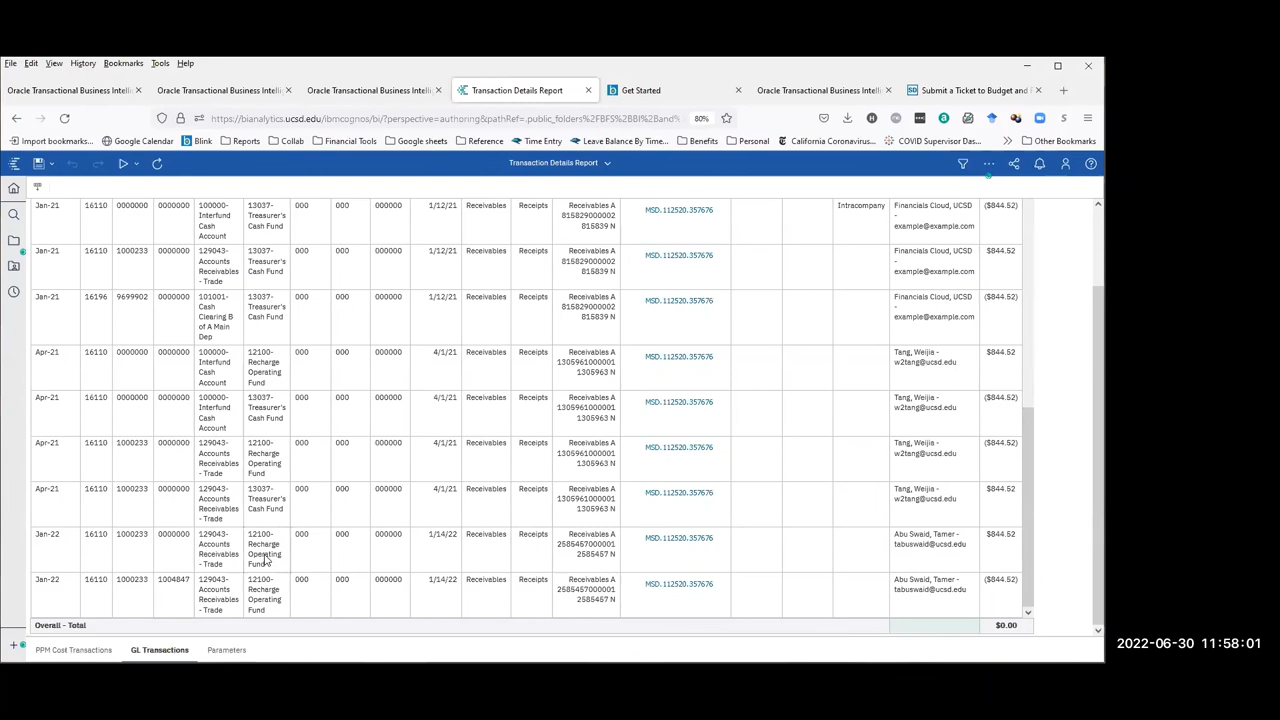 File Edit View History Bookmarks Tools Help
Oracle Transactional Business Intelli Oracle Transactional Business Intelli Oracle Transactional Business Intelli Transaction Details Report Get Started Oracle Transactional Business Intelli Submit a Ticket to Budget and F
https://bianalytics.ucsd.edu/ibmcognos/bi/?perspective=authoring&pathRef=.public_folders%2FBFS%2BBI%2Band% 80%
Import bookmarks... Google Calendar Blink Reports Collab Financial Tools Google sheets Reference Time Entry Leave Balance By Time... Benefits Personal California Coronavirus... COVID Supervisor Das... Other Bookmarks
Transaction Details Report
Jan-21 16110 0000000 0000000 100000- 13037- 000 000 000000 1/12/21 Receivables Receipts Receivables A MSD.112520.357676 Intracompany Financials Cloud, UCSD ($844.52)
Interfund Treasurer's 815829000002 -
Cash Cash Fund 815839 N example@example.com
Account
Jan-21 16110 1000233 0000000 129043- 13037- 000 000 000000 1/12/21 Receivables Receipts Receivables A MSD.112520.357676 Financials Cloud, UCSD $844.52
Accounts Treasurer's 815829000002 -
Receivables Cash Fund 815839 N example@example.com
- Trade
Jan-21 16196 9699902 0000000 101001- 13037- 000 000 000000 1/12/21 Receivables Receipts Receivables A MSD.112520.357676 Financials Cloud, UCSD ($844.52)
Cash Treasurer's 815829000002 -
Clearing B Cash Fund 815839 N example@example.com
of A Main
Dep
Apr-21 16110 0000000 0000000 100000- 12100- 000 000 000000 4/1/21 Receivables Receipts Receivables A MSD.112520.357676 Tang, Weijia - $844.52
Interfund Recharge 1305961000001 w2tang@ucsd.edu
Cash Operating 1305963 N
Account Fund
Apr-21 16110 0000000 0000000 100000- 13037- 000 000 000000 4/1/21 Receivables Receipts Receivables A MSD.112520.357676 Tang, Weijia - ($844.52)
Interfund Treasurer's 1305961000001 w2tang@ucsd.edu
Cash Cash Fund 1305963 N
Account
Apr-21 16110 1000233 0000000 129043- 12100- 000 000 000000 4/1/21 Receivables Receipts Receivables A MSD.112520.357676 Tang, Weijia - ($844.52)
Accounts Recharge 1305961000001 w2tang@ucsd.edu
Receivables Operating 1305963 N
- Trade Fund
Apr-21 16110 1000233 0000000 129043- 13037- 000 000 000000 4/1/21 Receivables Receipts Receivables A MSD.112520.357676 Tang, Weijia - $844.52
Accounts Treasurer's 1305961000001 w2tang@ucsd.edu
Receivables Cash Fund 1305963 N
- Trade
Jan-22 16110 1000233 0000000 129043- 12100- 000 000 000000 1/14/22 Receivables Receipts Receivables A MSD.112520.357676 Abu Swaid, Tamer - $844.52
Accounts Recharge 2585457000001 tabuswaid@ucsd.edu
Receivables Operating 2585457 N
- Trade Fund
Jan-22 16110 1000233 1004847 129043- 12100- 000 000 000000 1/14/22 Receivables Receipts Receivables A MSD.112520.357676 Abu Swaid, Tamer - ($844.52)
Accounts Recharge 2585457000001 tabuswaid@ucsd.edu
Receivables Operating 2585457 N
- Trade Fund
Overall - Total $0.00
PPM Cost Transactions GL Transactions Parameters
2022-06-30 11:58:01